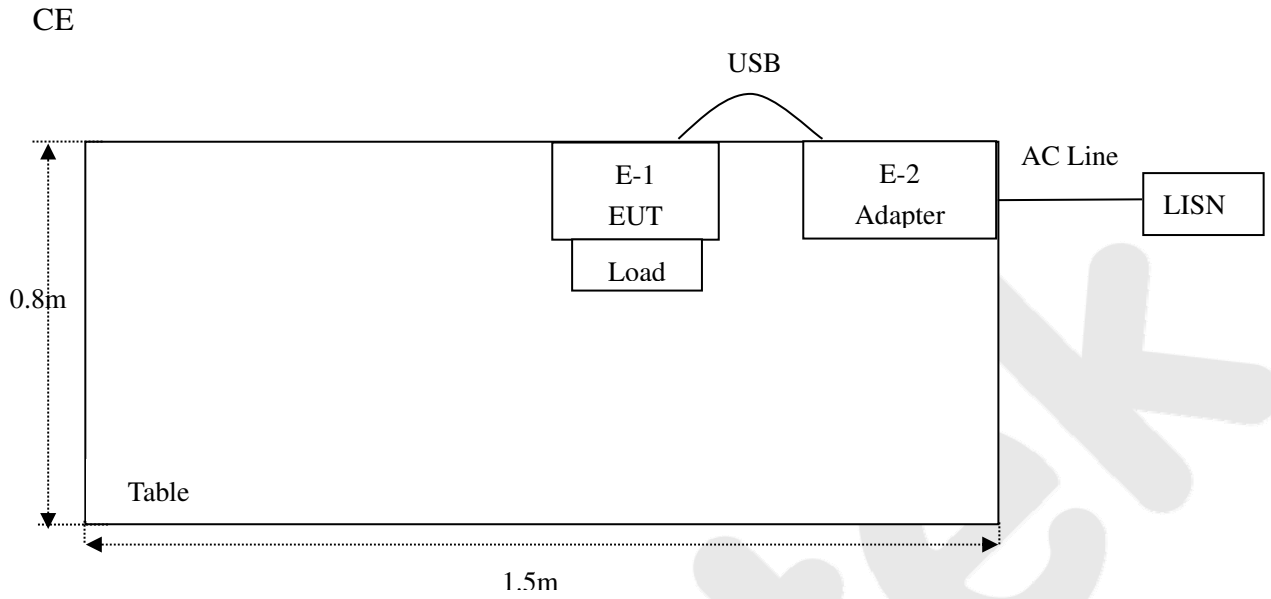 CE
USB
AC Line
E-1
EUT
E-2
Adapter
LISN
Load
0.8m
Table
1.5m